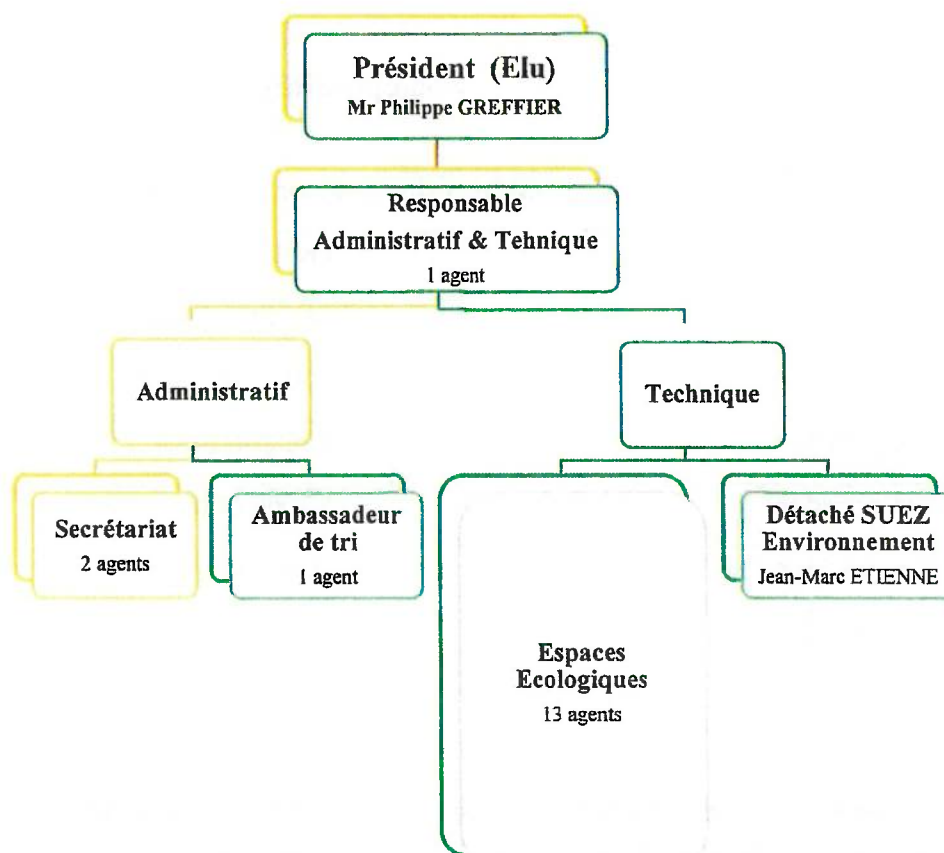 Président (Elu)
Mr Philippe GREFFIER
Responsable
Administratif & Tehnique
1 agent
Administratif
Technique
Secrétariat
2 agents
Ambassadeur
de tri
1 agent
Espaces
Ecologiques
13 agents
Détaché SUEZ
Environnement
Jean-Marc ETIENNE